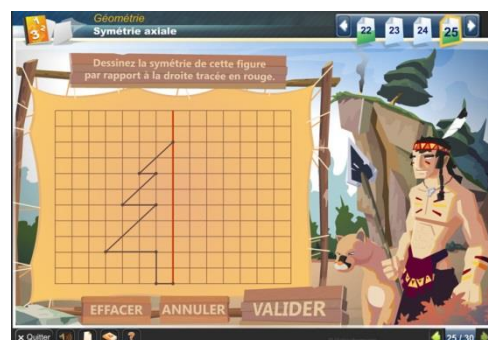 Géométrie
Symétrie axiale
22 23 24 25
Dessinez la symétrie de cette figure
par rapport à la droite tracée en rouge.
EFFACER ANNULER VALIDER
x Quitter ? 25 / 30